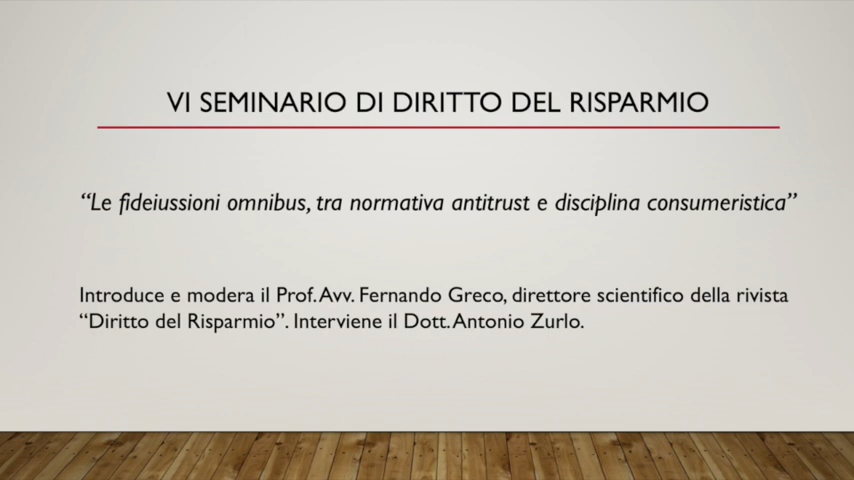 VI SEMINARIO DI DIRITTO DEL RISPARMIO
“Le fideiussioni omnibus, tra normativa antitrust e disciplina consumeristica”
Introduce e modera il Prof. Avv. Fernando Greco, direttore scientifico della rivista
“Diritto del Risparmio”. Interviene il Dott. Antonio Zurlo.